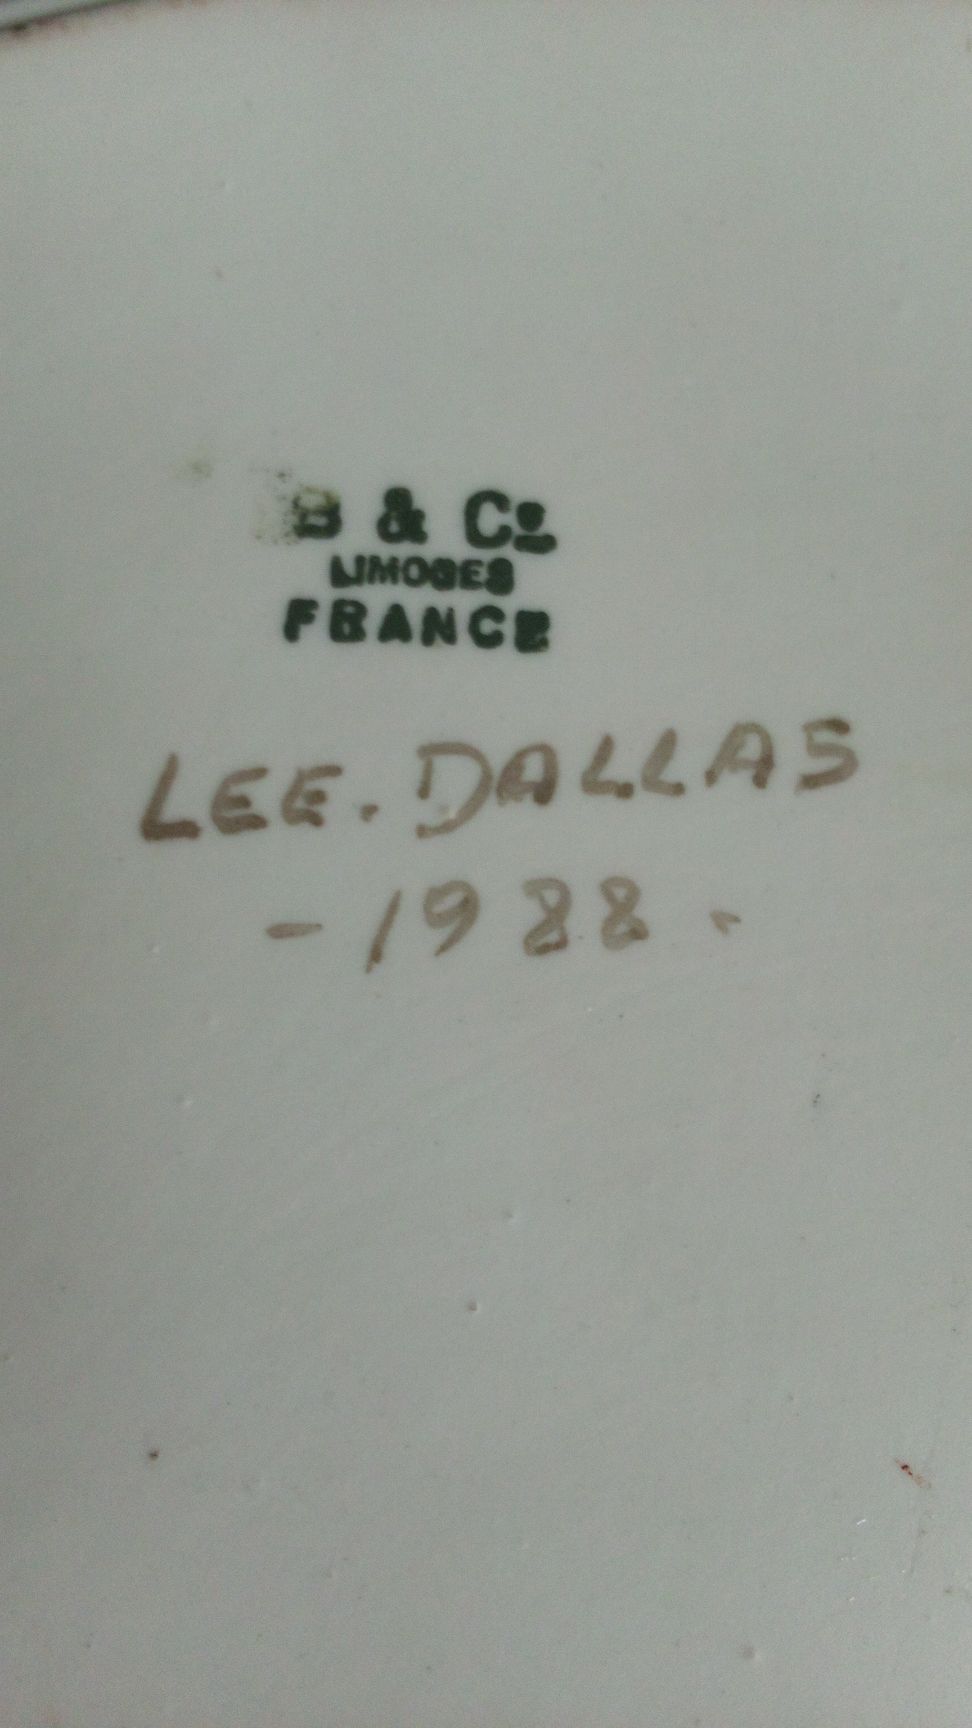 B & Cº
LIMOGES
FRANCE
LEE. DALLAS
- 1988 -